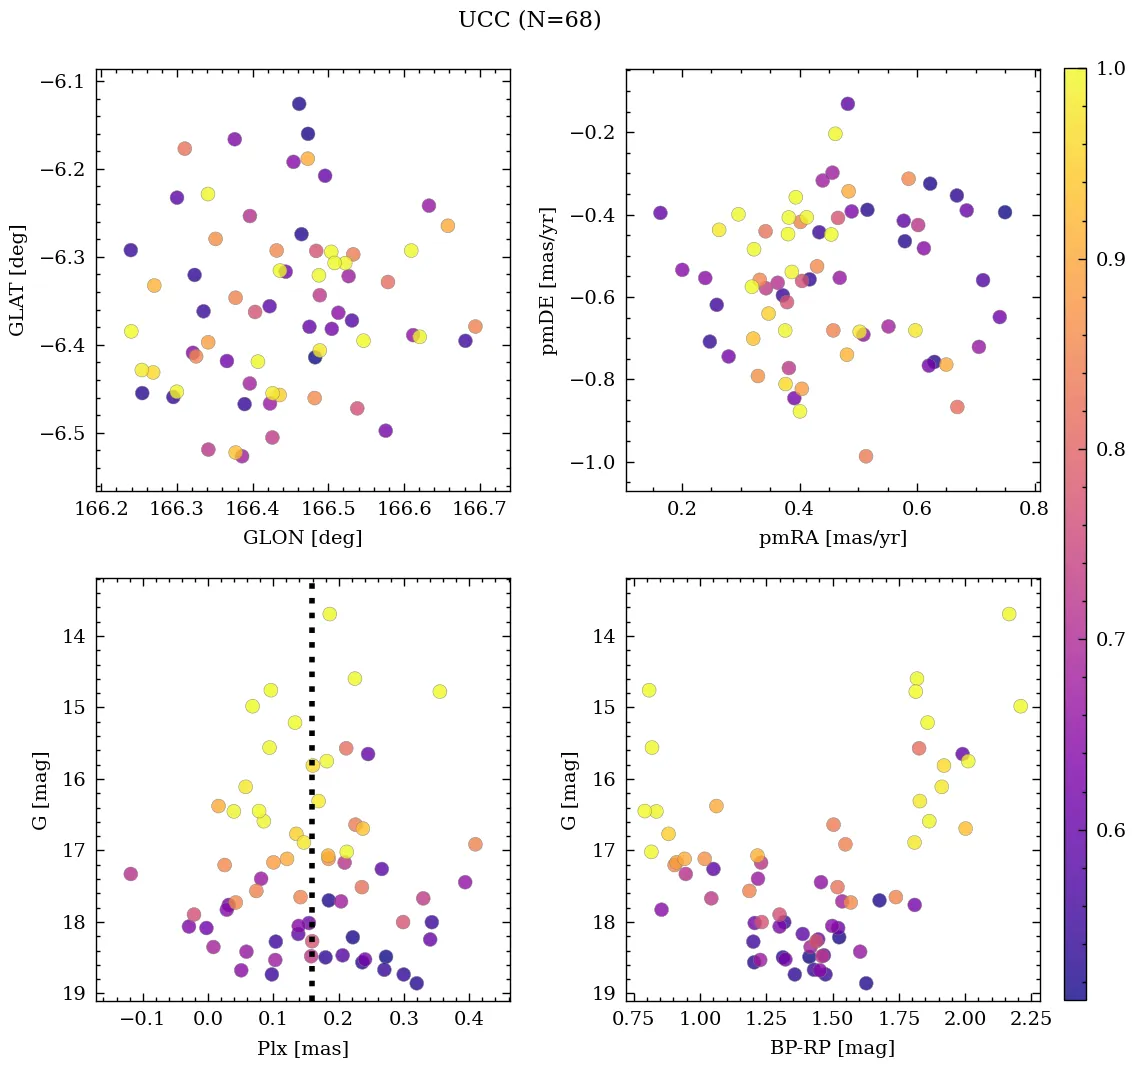 UCC (N=68)
−6.1
−6.2
−6.3
−6.4
−6.5
GLAT [deg]
166.2 166.3 166.4 166.5 166.6 166.7
GLON [deg]
−0.2
−0.4
−0.6
−0.8
−1.0
pmDE [mas/yr]
0.2 0.4 0.6 0.8
pmRA [mas/yr]
1.0
0.9
0.8
0.7
0.6
14
15
16
17
18
19
G [mag]
−0.1 0.0 0.1 0.2 0.3 0.4
Plx [mas]
14
15
16
17
18
19
G [mag]
0.75 1.00 1.25 1.50 1.75 2.00 2.25
BP-RP [mag]